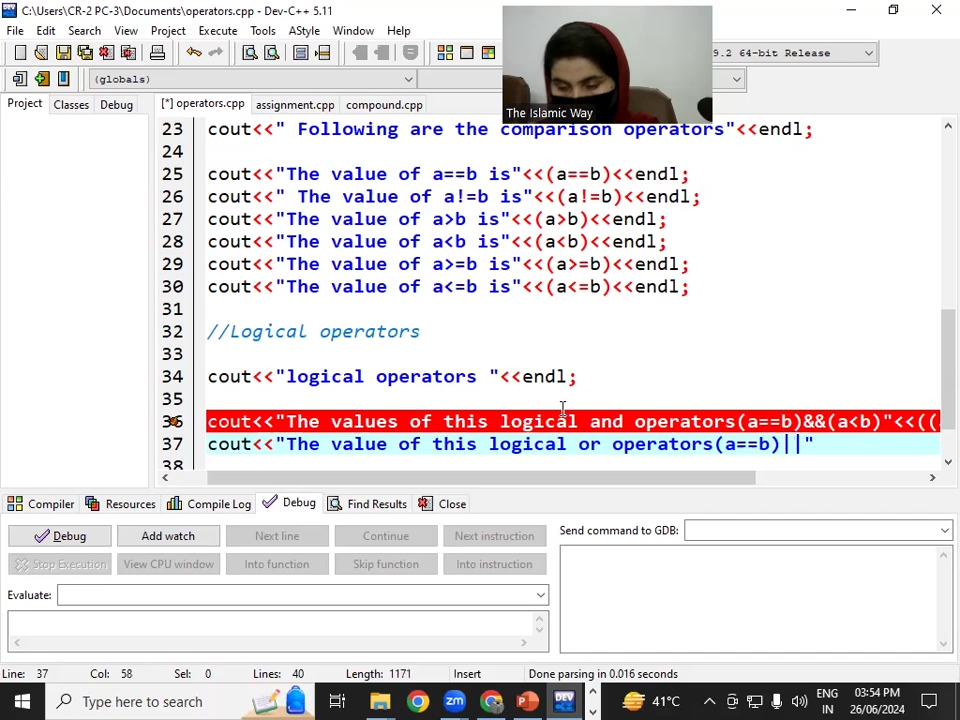 C:\Users\CR-2 PC-3\Documents\operators.cpp - Dev-C++ 5.11
File Edit Search View Project Execute Tools AStyle Window Help
9.2 64-bit Release
(globals)
The Islamic Way
Project Classes Debug
[*] operators.cpp assignment.cpp compound.cpp
23 cout<<" Following are the comparison operators"<<endl;
24
25 cout<<"The value of a==b is"<<(a==b)<<endl;
26 cout<<" The value of a!=b is"<<(a!=b)<<endl;
27 cout<<"The value of a>b is"<<(a>b)<<endl;
28 cout<<"The value of a<b is"<<(a<b)<<endl;
29 cout<<"The value of a>=b is"<<(a>=b)<<endl;
30 cout<<"The value of a<=b is"<<(a<=b)<<endl;
31
32 //Logical operators
33
34 cout<<"logical operators "<<endl;
35
36 cout<<"The values of this logical and operators(a==b)&&(a<b)"<<((
37 cout<<"The value of this logical or operators(a==b)||"
38
Compiler Resources Compile Log Debug Find Results Close
Debug Add watch Next line Continue Next instruction
Send command to GDB:
Stop Execution View CPU window Into function Skip function Into instruction
Evaluate:
Line: 37 Col: 58 Sel: 0 Lines: 40 Length: 1171 Insert Done parsing in 0.016 seconds
Type here to search
DEV
41°C
ENG
IN
03:54 PM
26/06/2024